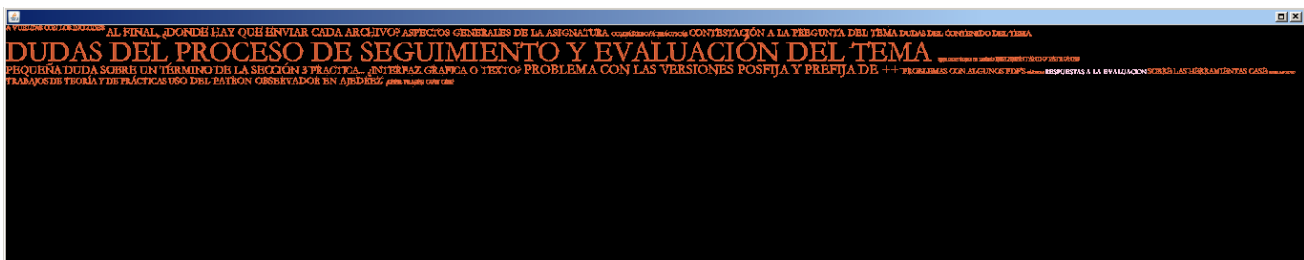 AL FINAL, ¿DONDE HAY QUE ENVIAR CADA ARCHIVO? ASPECTOS GENERALES DE LA ASIGNATURA CONTESTACIÓN A LA PREGUNTA DEL TEMA DUDAS DEL CONTENIDO DEL TEMA
DUDAS DEL PROCESO DE SEGUIMIENTO Y EVALUACIÓN DEL TEMA
PEQUEÑA DUDA SOBRE UN TÉRMINO DE LA SECCIÓN 3 PRACTICA... ¿INTERFAZ GRAFICA O TEXTO? PROBLEMA CON LAS VERSIONES POSFIJA Y PREFIJA DE ++ PROBLEMAS CON ALGUNOS PDFS RESPUESTAS A LA EVALUACION SOBRE LAS HERRAMIENTAS CASE
TRABAJOS DE TEORÍA Y DE PRÁCTICAS USO DEL PATRON OBSERVADOR EN AJEDREZ